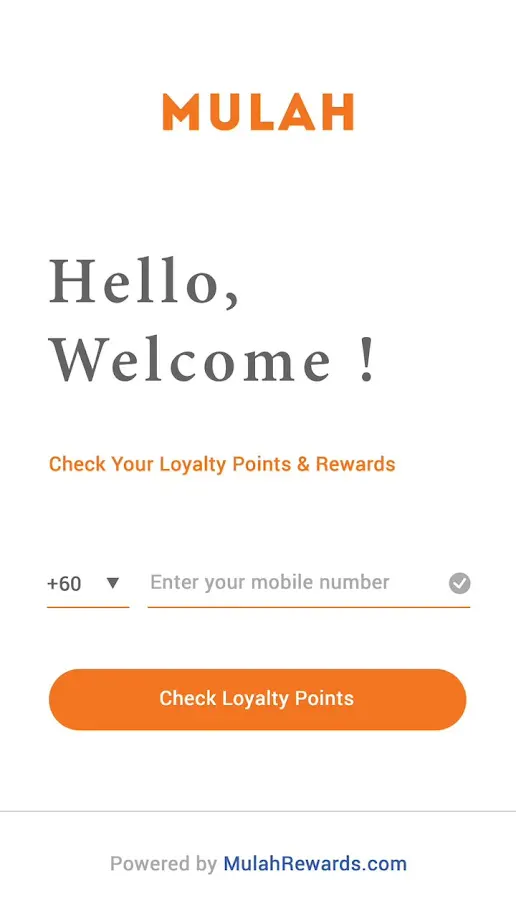 MULAH
Hello,
Welcome !
Check Your Loyalty Points & Rewards
+60 Enter your mobile number
Check Loyalty Points
Powered by MulahRewards.com